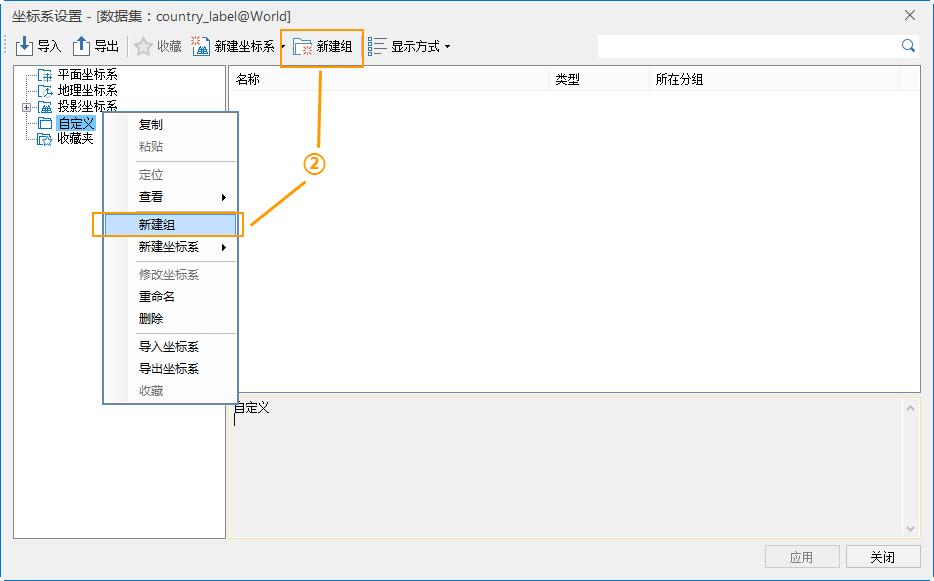 坐标系设置 - [数据集：country_label@World]
导入 导出 收藏 新建坐标系 新建组 显示方式
平面坐标系
地理坐标系
投影坐标系
自定义
收藏夹
名称 类型 所在分组
复制
粘贴
定位
查看
新建组
新建坐标系
修改坐标系
重命名
删除
导入坐标系
导出坐标系
收藏
②
自定义
应用 关闭